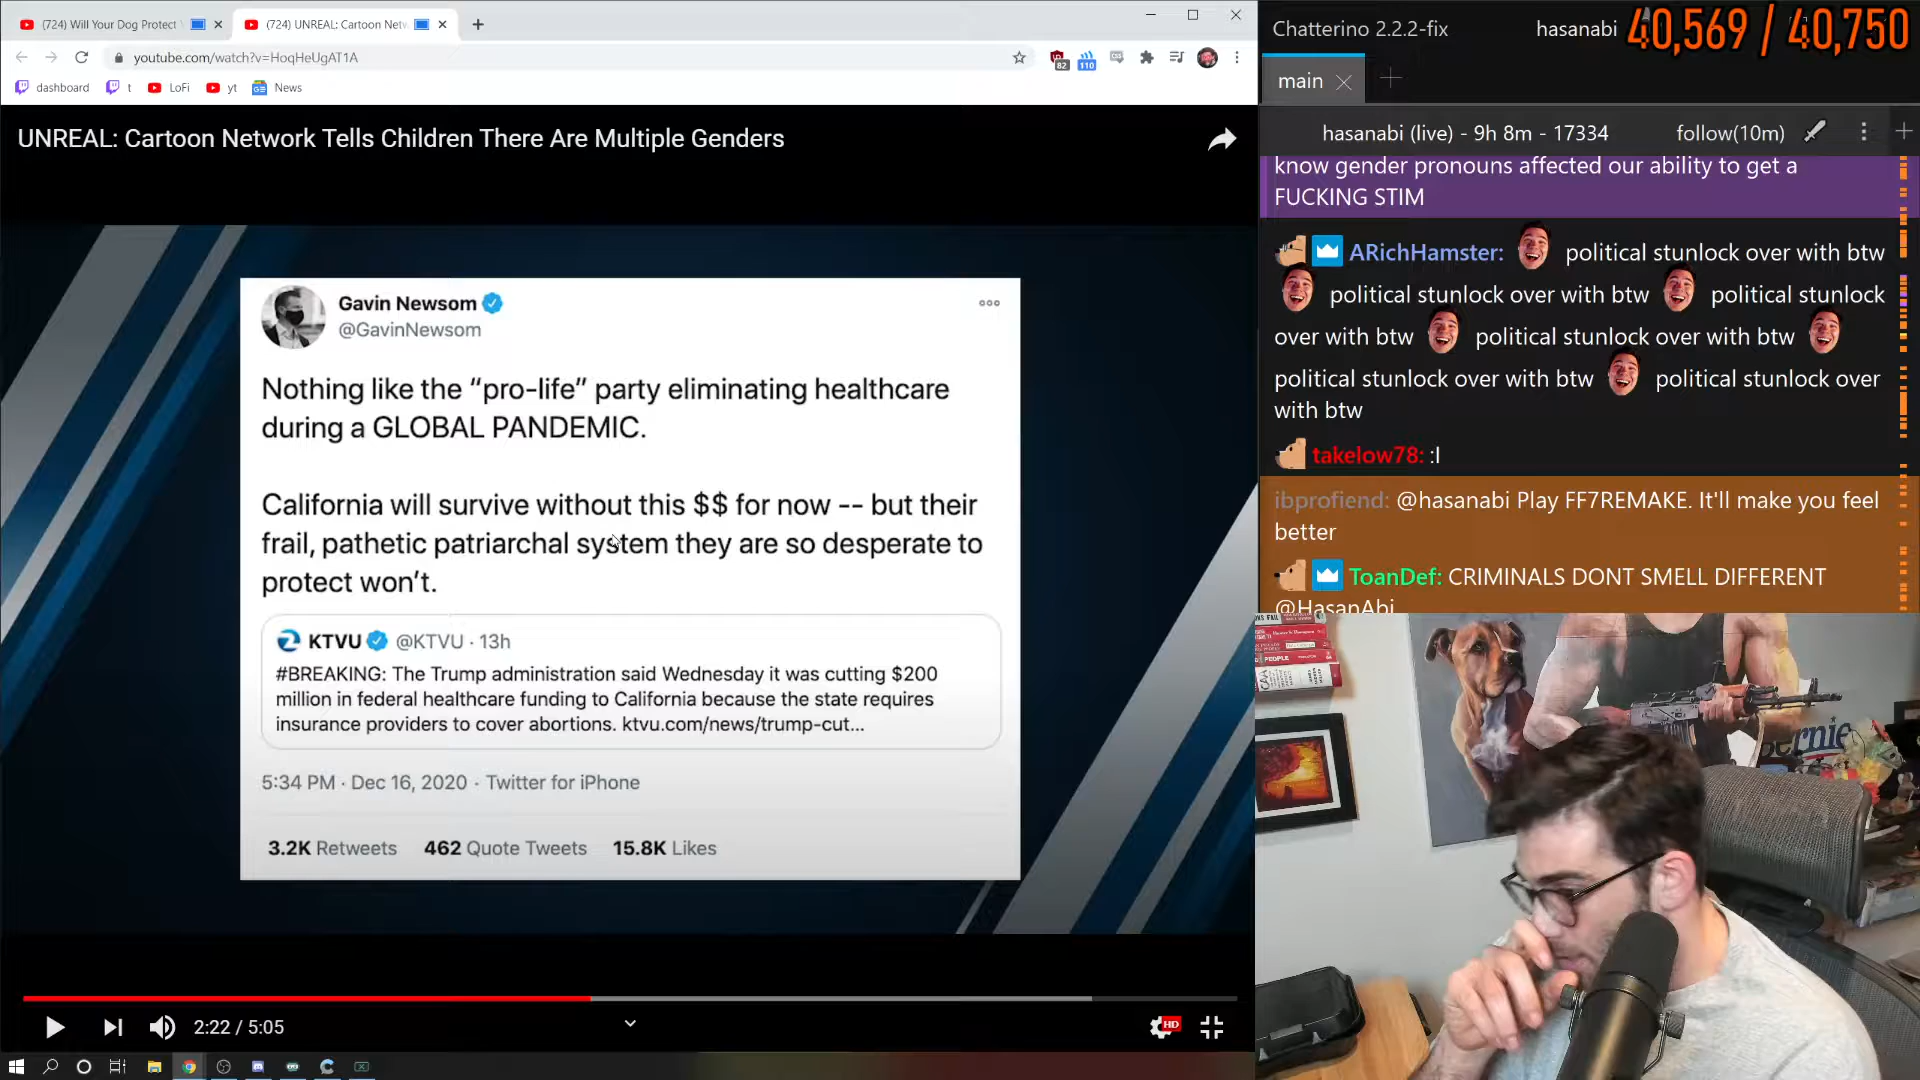 (724) Will Your Dog Protect
(724) UNREAL: Cartoon Netw
youtube.com/watch?v=HoqHeUgAT1A
82
110
dashboard
t
LoFi
yt
News
UNREAL: Cartoon Network Tells Children There Are Multiple Genders
Gavin Newsom
@GavinNewsom
Nothing like the “pro-life” party eliminating healthcare
during a GLOBAL PANDEMIC.
California will survive without this $$ for now -- but their
frail, pathetic patriarchal system they are so desperate to
protect won’t.
KTVU @KTVU · 13h
#BREAKING: The Trump administration said Wednesday it was cutting $200
million in federal healthcare funding to California because the state requires
insurance providers to cover abortions. ktvu.com/news/trump-cut...
5:34 PM · Dec 16, 2020 · Twitter for iPhone
3.2K Retweets 462 Quote Tweets 15.8K Likes
2:22 / 5:05
HD
Chatterino 2.2.2-fix
hasanabi
40,569 / 40,750
main
hasanabi (live) - 9h 8m - 17334
follow(10m)
know gender pronouns affected our ability to get a
FUCKING STIM
ARichHamster: political stunlock over with btw
political stunlock over with btw political stunlock
over with btw political stunlock over with btw
political stunlock over with btw political stunlock over
with btw
takelow78: :l
ibprofiend: @hasanabi Play FF7REMAKE. It'll make you feel
better
ToanDef: CRIMINALS DONT SMELL DIFFERENT
@HasanAbi
PEOPLE
Bernie